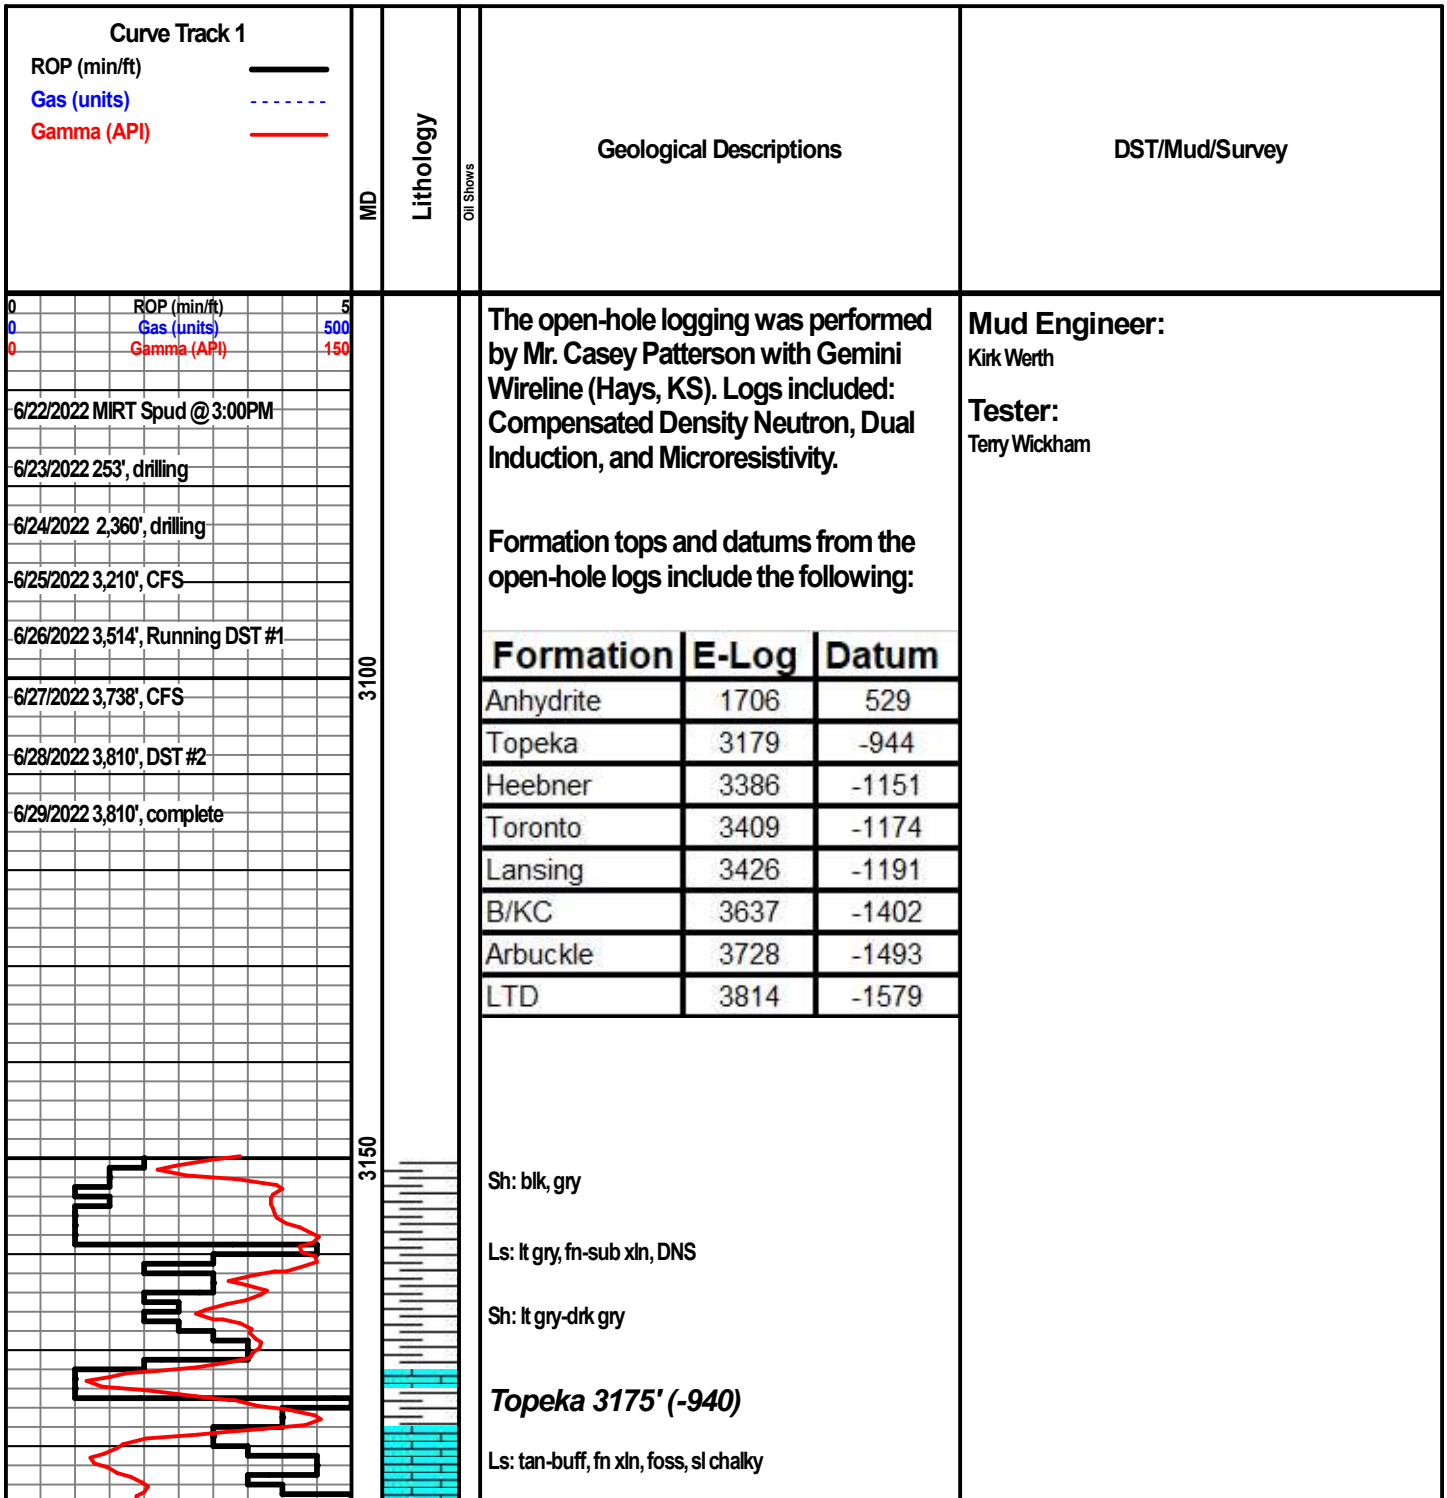 Curve Track 1
ROP (min/ft)
Gas (units)
Gamma (API)
MD
Lithology
Oil Shows
Geological Descriptions
DST/Mud/Survey
0 ROP (min/ft) 5
0 Gas (units) 500
0 Gamma (API) 150
6/22/2022 MIRT Spud @ 3:00PM
6/23/2022 253', drilling
6/24/2022 2,360', drilling
6/25/2022 3,210', CFS
6/26/2022 3,514', Running DST #1
6/27/2022 3,738', CFS
6/28/2022 3,810', DST #2
6/29/2022 3,810', complete
3100
3150
The open-hole logging was performed
by Mr. Casey Patterson with Gemini
Wireline (Hays, KS). Logs included:
Compensated Density Neutron, Dual
Induction, and Microresistivity.
Formation tops and datums from the
open-hole logs include the following:
Formation E-Log Datum
Anhydrite 1706 529
Topeka 3179 -944
Heebner 3386 -1151
Toronto 3409 -1174
Lansing 3426 -1191
B/KC 3637 -1402
Arbuckle 3728 -1493
LTD 3814 -1579
Sh: blk, gry
Ls: lt gry, fn-sub xln, DNS
Sh: lt gry-drk gry
Topeka 3175' (-940)
Ls: tan-buff, fn xln, foss, sl chalky
Mud Engineer:
Kirk Werth
Tester:
Terry Wickham